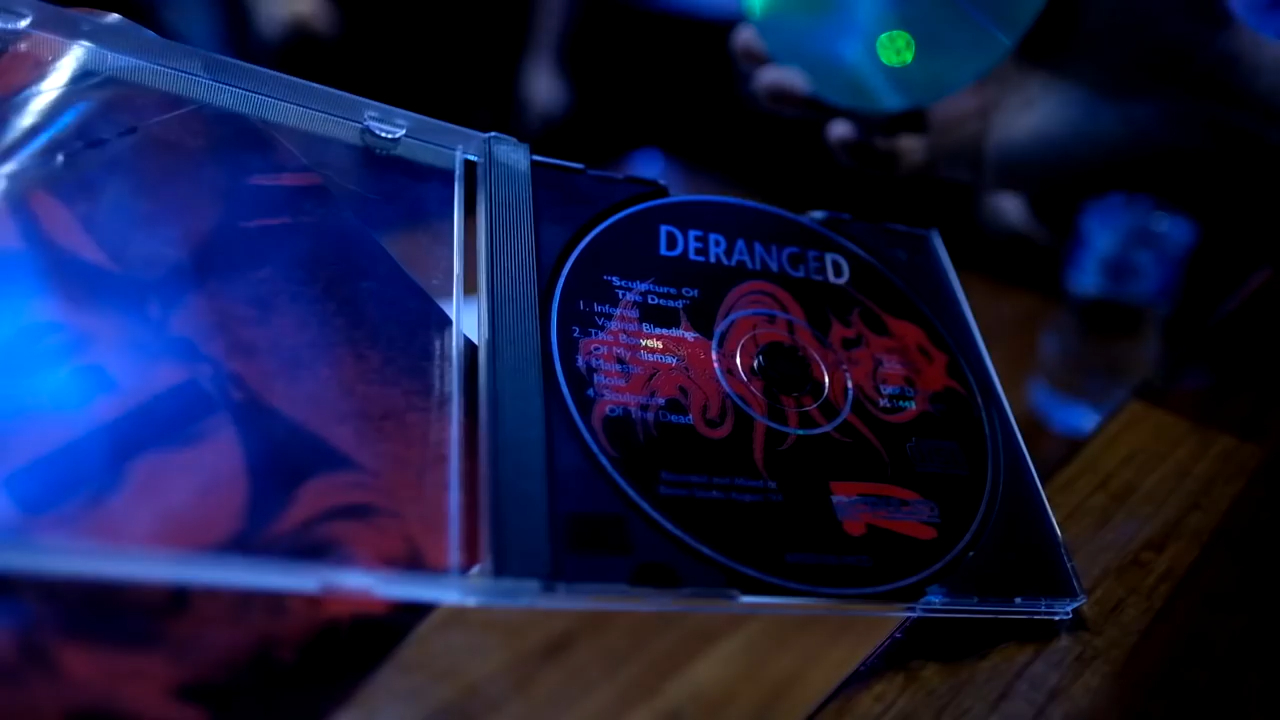 DERANGED
"Sculpture Of
The Dead"
1. Infernal
Vaginal Bleeding
2. The Bowels
Of My dismay
3. Majestic
Hole
4. Sculpture
Of The Dead